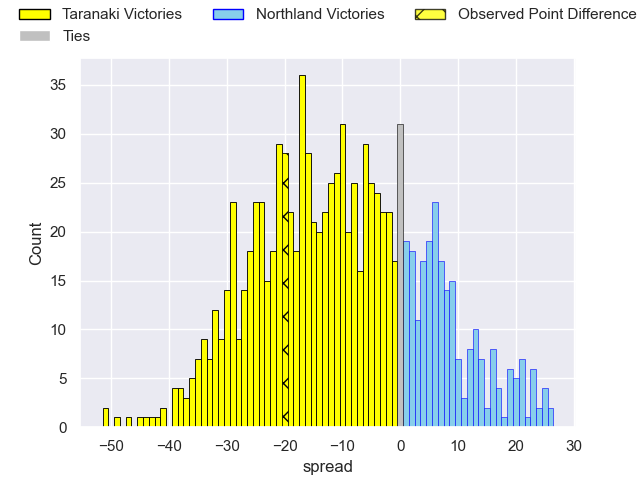 Taranaki Victories
Northland Victories
Observed Point Difference
Ties
35
30
25
20
15
10
5
0
Count
−50
−40
−30
−20
−10
0
10
20
30
spread